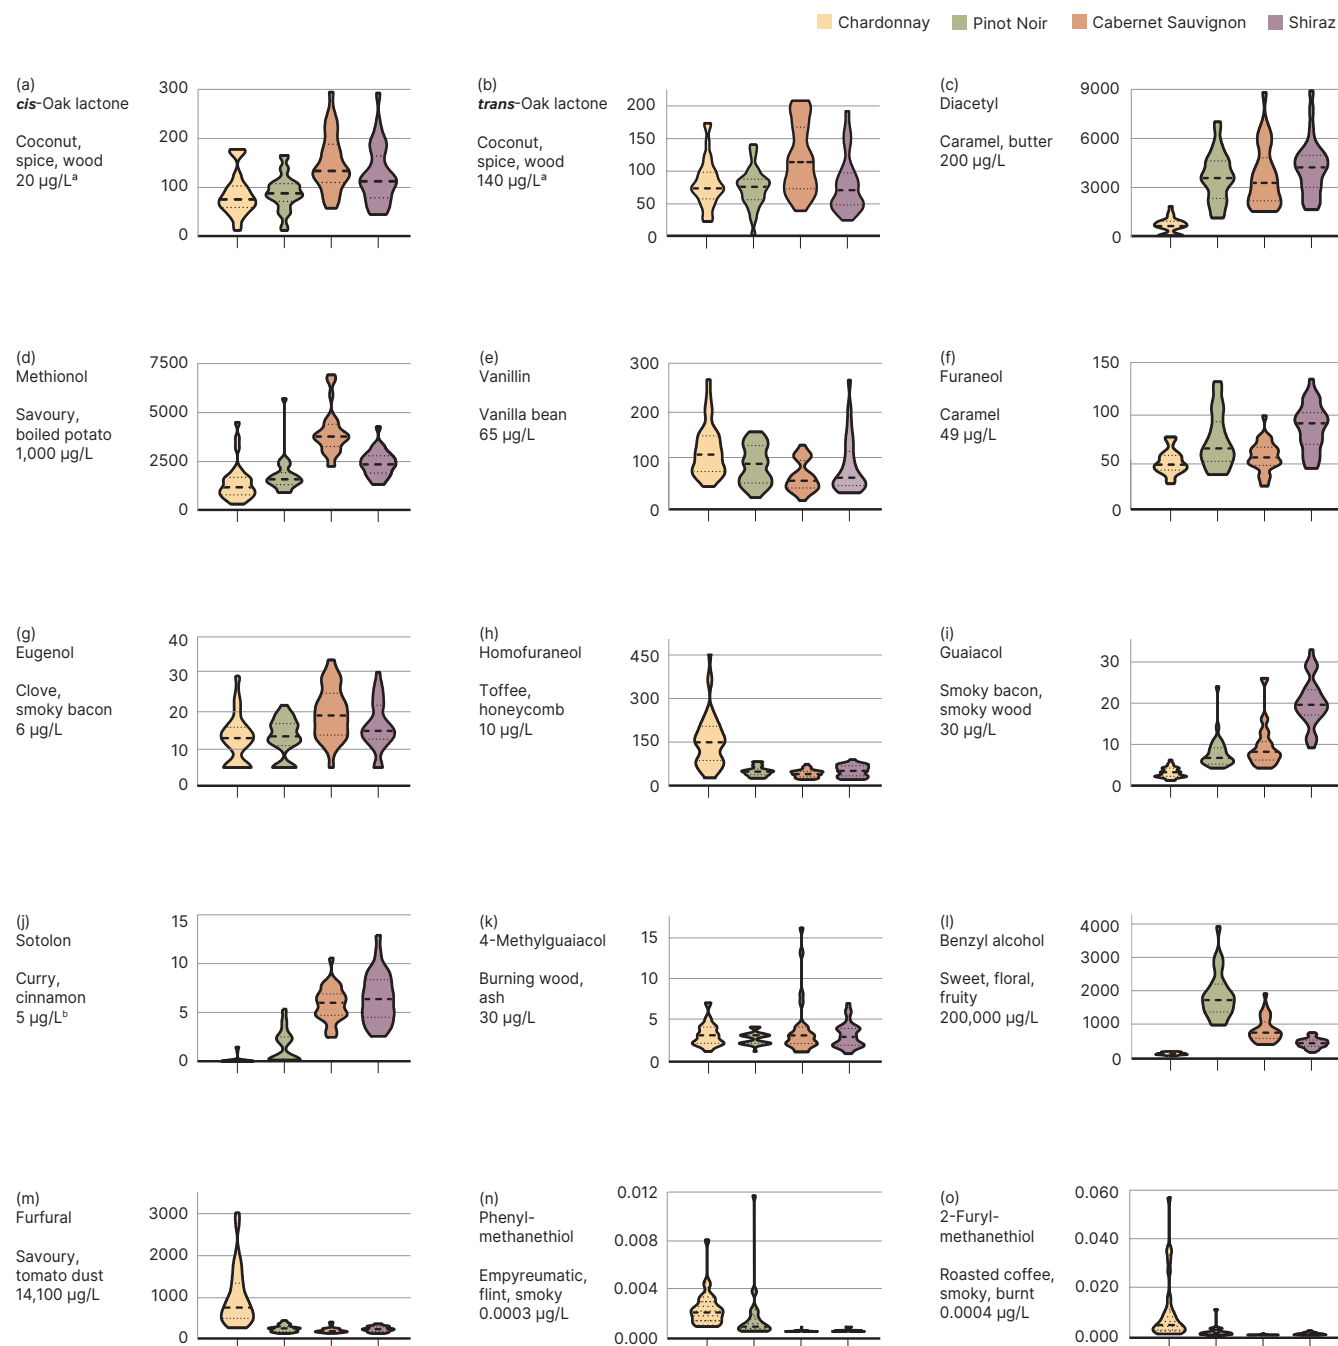 Chardonnay Pinot Noir Cabernet Sauvignon Shiraz
(a)
cis-Oak lactone
Coconut,
spice, wood
20 µg/Lª
300
200
100
0
(b)
trans-Oak lactone
Coconut,
spice, wood
140 µg/Lª
200
150
100
50
0
(c)
Diacetyl
Caramel, butter
200 µg/L
9000
6000
3000
0
(d)
Methionol
Savoury,
boiled potato
1,000 µg/L
7500
5000
2500
0
(e)
Vanillin
Vanilla bean
65 µg/L
300
200
100
0
(f)
Furaneol
Caramel
49 µg/L
150
100
50
0
(g)
Eugenol
Clove,
smoky bacon
6 µg/L
40
30
20
10
0
(h)
Homofuraneol
Toffee,
honeycomb
10 µg/L
450
300
150
0
(i)
Guaiacol
Smoky bacon,
smoky wood
30 µg/L
30
20
10
0
(j)
Sotolon
Curry,
cinnamon
5 µg/Lᵇ
15
10
5
0
(k)
4-Methylguaiacol
Burning wood,
ash
30 µg/L
15
10
5
0
(l)
Benzyl alcohol
Sweet, floral,
fruity
200,000 µg/L
4000
3000
2000
1000
0
(m)
Furfural
Savoury,
tomato dust
14,100 µg/L
3000
2000
1000
0
(n)
Phenyl-
methanethiol
Empyreumatic,
flint, smoky
0.0003 µg/L
0.012
0.008
0.004
0.000
(o)
2-Furyl-
methanethiol
Roasted coffee,
smoky, burnt
0.0004 µg/L
0.060
0.040
0.020
0.000